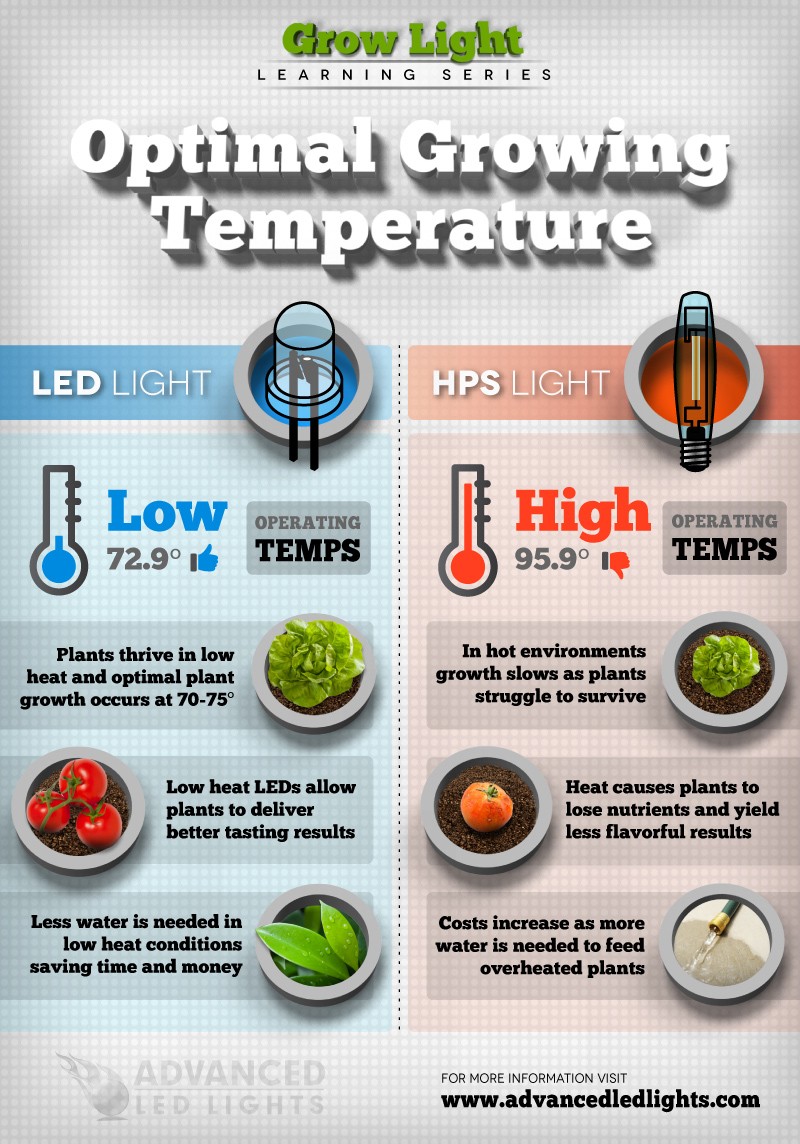 Grow Light
LEARNING SERIES
Optimal Growing
Temperature
LED LIGHT
Low
72.9°
OPERATING
TEMPS
Plants thrive in low
heat and optimal plant
growth occurs at 70-75°
Low heat LEDs allow
plants to deliver
better tasting results
Less water is needed in
low heat conditions
saving time and money
HPS LIGHT
High
95.9°
OPERATING
TEMPS
In hot environments
growth slows as plants
struggle to survive
Heat causes plants to
lose nutrients and yield
less flavorful results
Costs increase as more
water is needed to feed
overheated plants
ADVANCED
LED LIGHTS
FOR MORE INFORMATION VISIT
www.advancedledlights.com